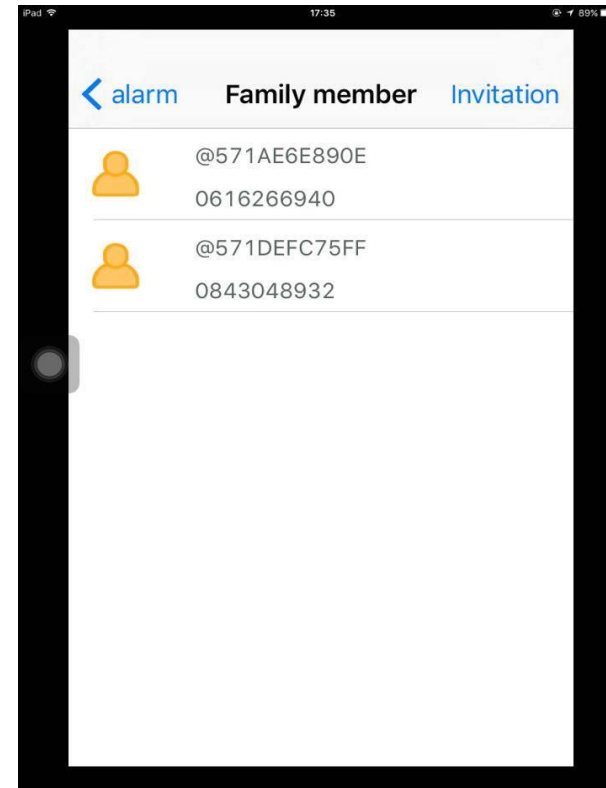 iPad 17:35 89%
alarm Family member Invitation
@571AE6E890E
0616266940
@571DEFC75FF
0843048932